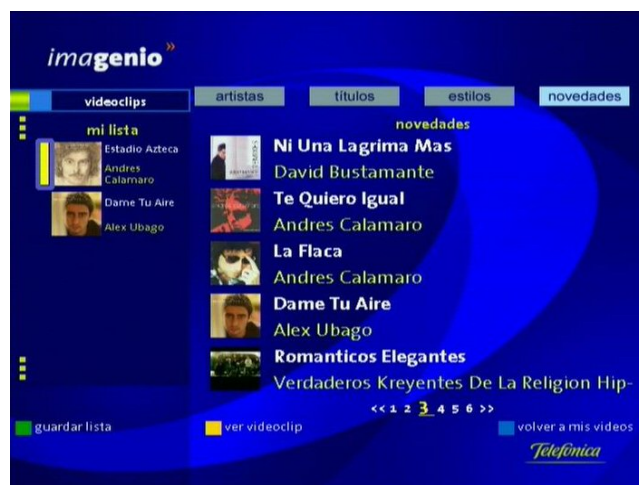 imagenio»
videoclips
artistas
títulos
estilos
novedades
mi lista
Estadio Azteca
Andres
Calamaro
Dame Tu Aire
Alex Ubago
novedades
Ni Una Lagrima Mas
David Bustamante
Te Quiero Igual
Andres Calamaro
La Flaca
Andres Calamaro
Dame Tu Aire
Alex Ubago
Romanticos Elegantes
Verdaderos Kreyentes De La Religion Hip-
<< 1 2 3 4 5 6 >>
guardar lista
ver videoclip
volver a mis videos
Telefónica